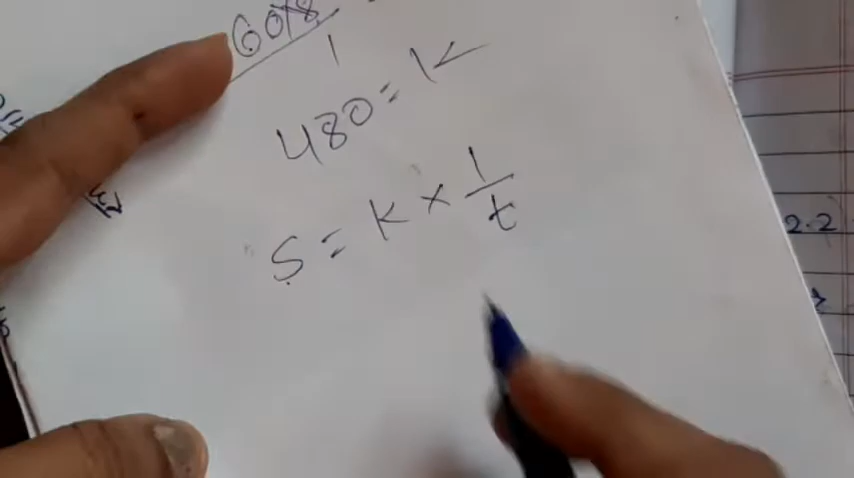 60×8
1
480=K
S = K × 1/t
2.2